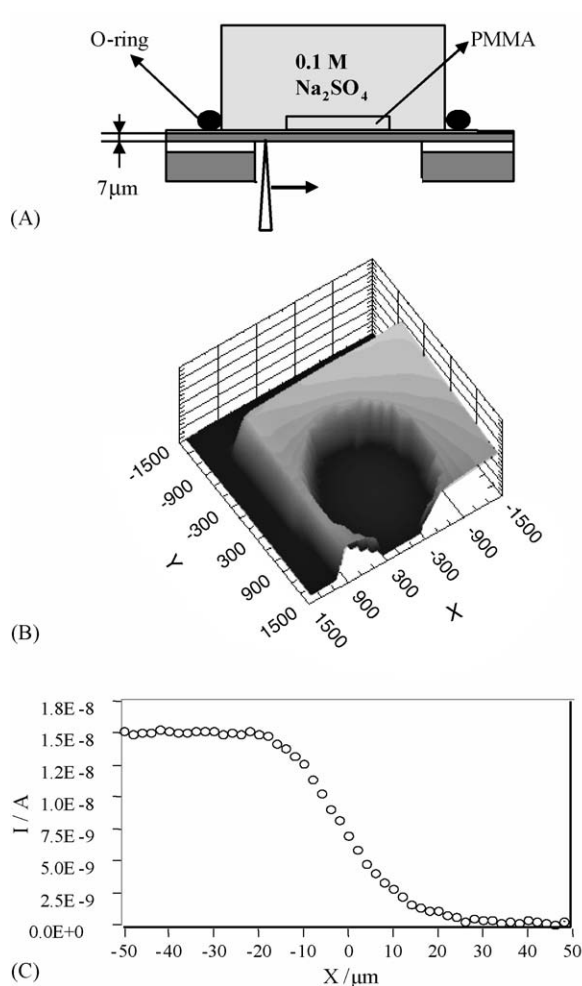 O-ring
PMMA
0.1 M
Na₂SO₄
7μm
(A)
-1500
-900
-300
300
900
1500
Y
1500
900
300
-300
-900
-1500
X
(B)
1.8E -8
1.5E -8
1.2E -8
1.0E -8
7.5E -9
5.0E -9
2.5E -9
0.0E+0
I / A
-50
-40
-30
-20
-10
0
10
20
30
40
50
X /μm
(C)